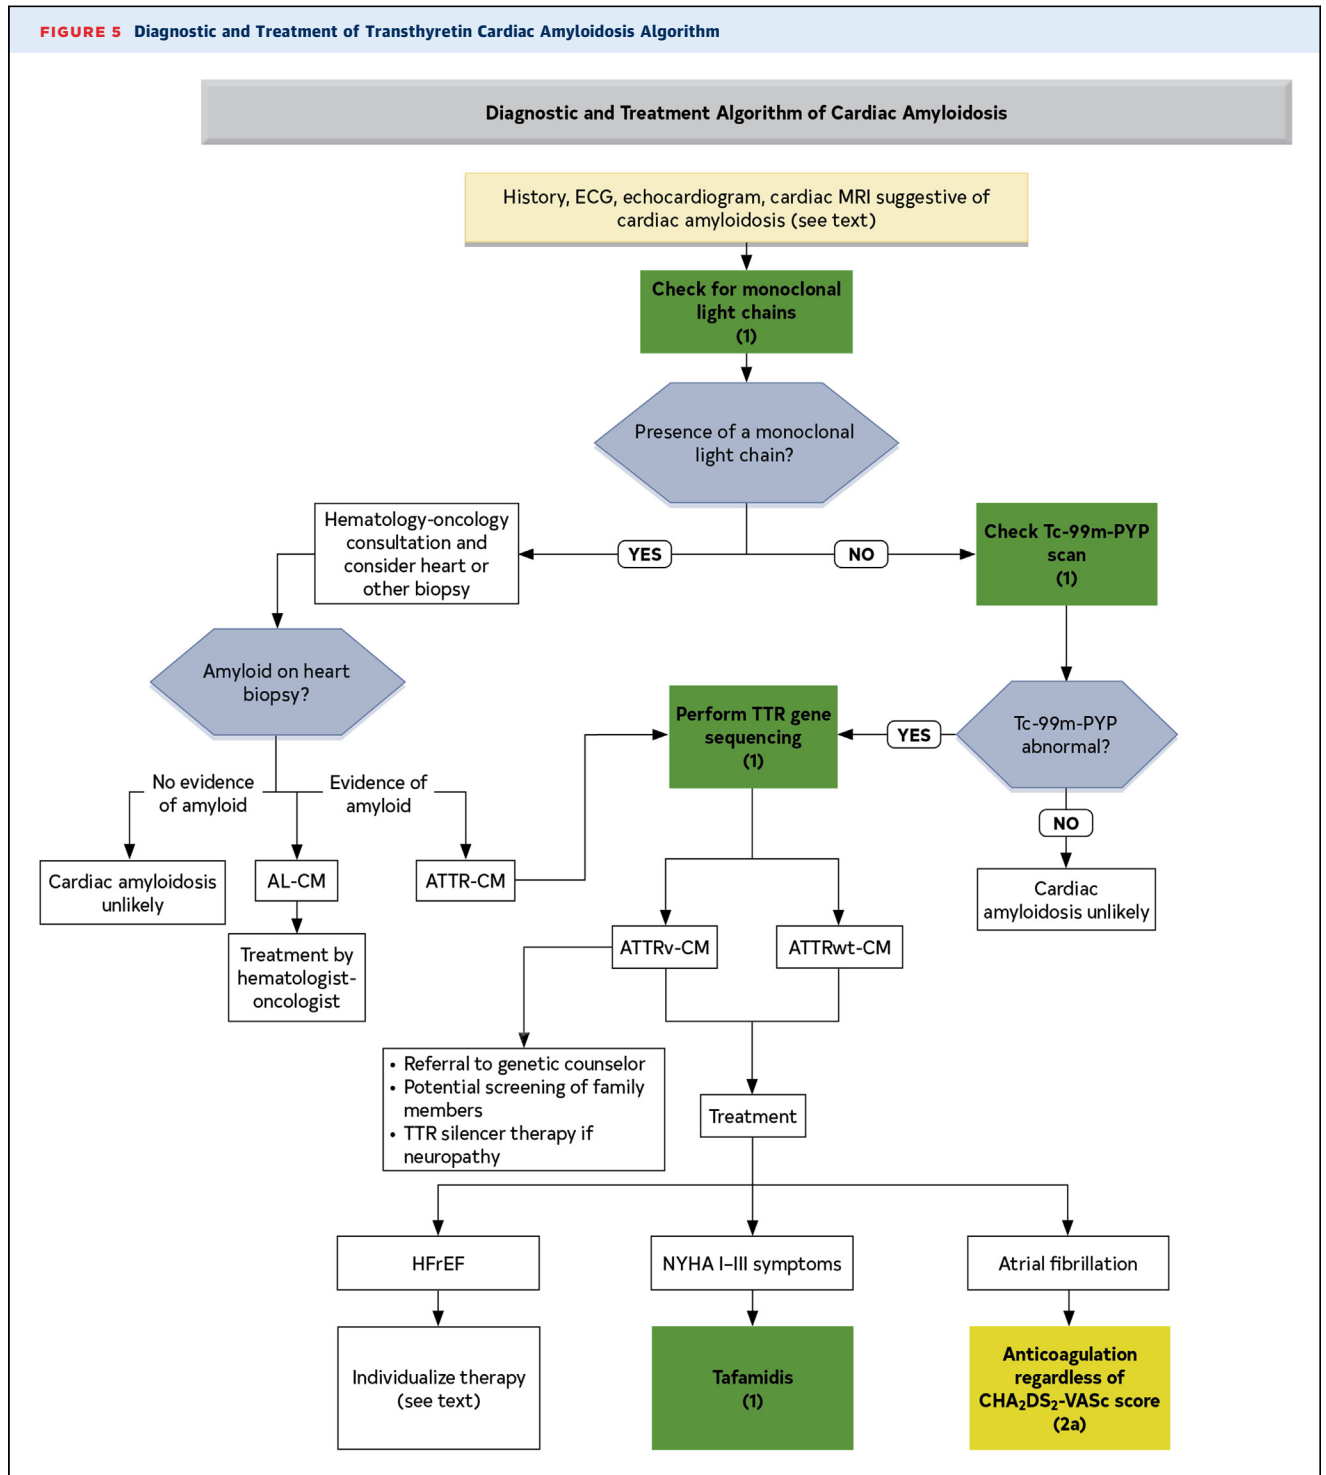 FIGURE 5 Diagnostic and Treatment of Transthyretin Cardiac Amyloidosis Algorithm
Diagnostic and Treatment Algorithm of Cardiac Amyloidosis
History, ECG, echocardiogram, cardiac MRI suggestive of
cardiac amyloidosis (see text)
Check for monoclonal
light chains
(1)
Presence of a monoclonal
light chain?
YES
NO
Hematology-oncology
consultation and
consider heart or
other biopsy
Check Tc-99m-PYP
scan
(1)
Amyloid on heart
biopsy?
Perform TTR gene
sequencing
(1)
YES
Tc-99m-PYP
abnormal?
No evidence
of amyloid
Evidence of
amyloid
NO
Cardiac amyloidosis
unlikely
AL-CM
ATTR-CM
Cardiac
amyloidosis unlikely
Treatment by
hematologist-
oncologist
ATTRv-CM
ATTRwt-CM
• Referral to genetic counselor
• Potential screening of family
members
• TTR silencer therapy if
neuropathy
Treatment
HFrEF
NYHA I–III symptoms
Atrial fibrillation
Individualize therapy
(see text)
Tafamidis
(1)
Anticoagulation
regardless of
CHA₂DS₂-VASc score
(2a)